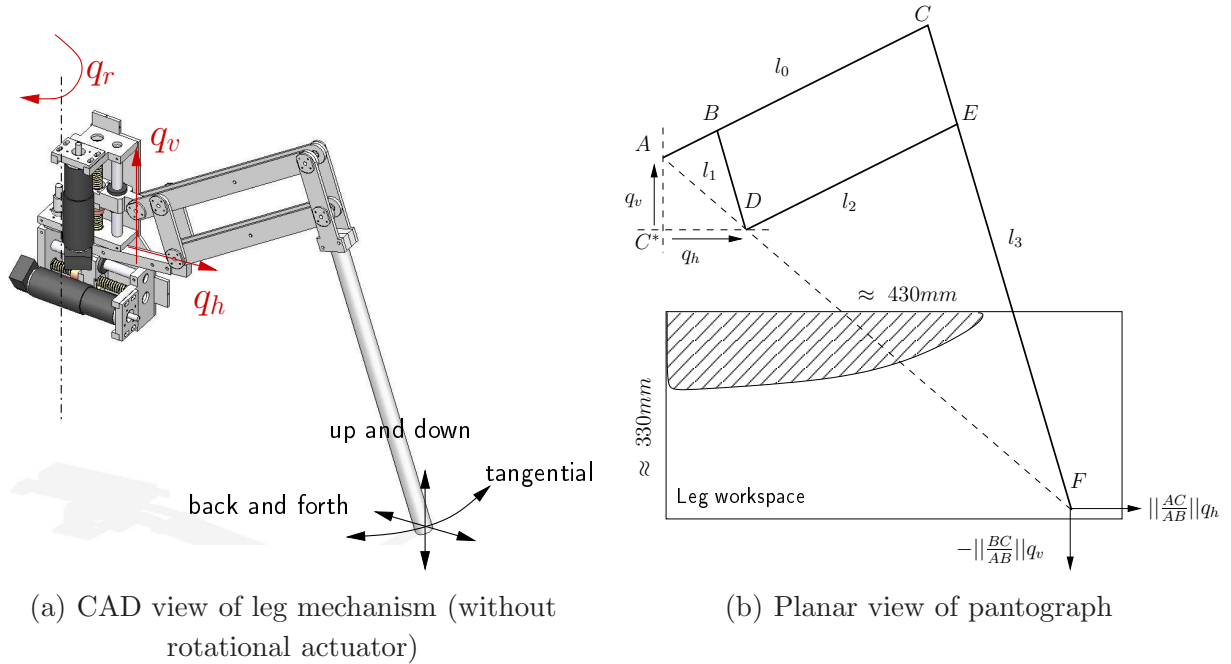 q_r
q_v
q_h
up and down
tangential
back and forth
(a) CAD view of leg mechanism (without
rotational actuator)
C
l_0
B
E
A
l_1
D
l_2
q_v
C*
q_h
l_3
≈ 430mm
≈ 330mm
F
Leg workspace
||AC/AB||q_h
−||BC/AB||q_v
(b) Planar view of pantograph